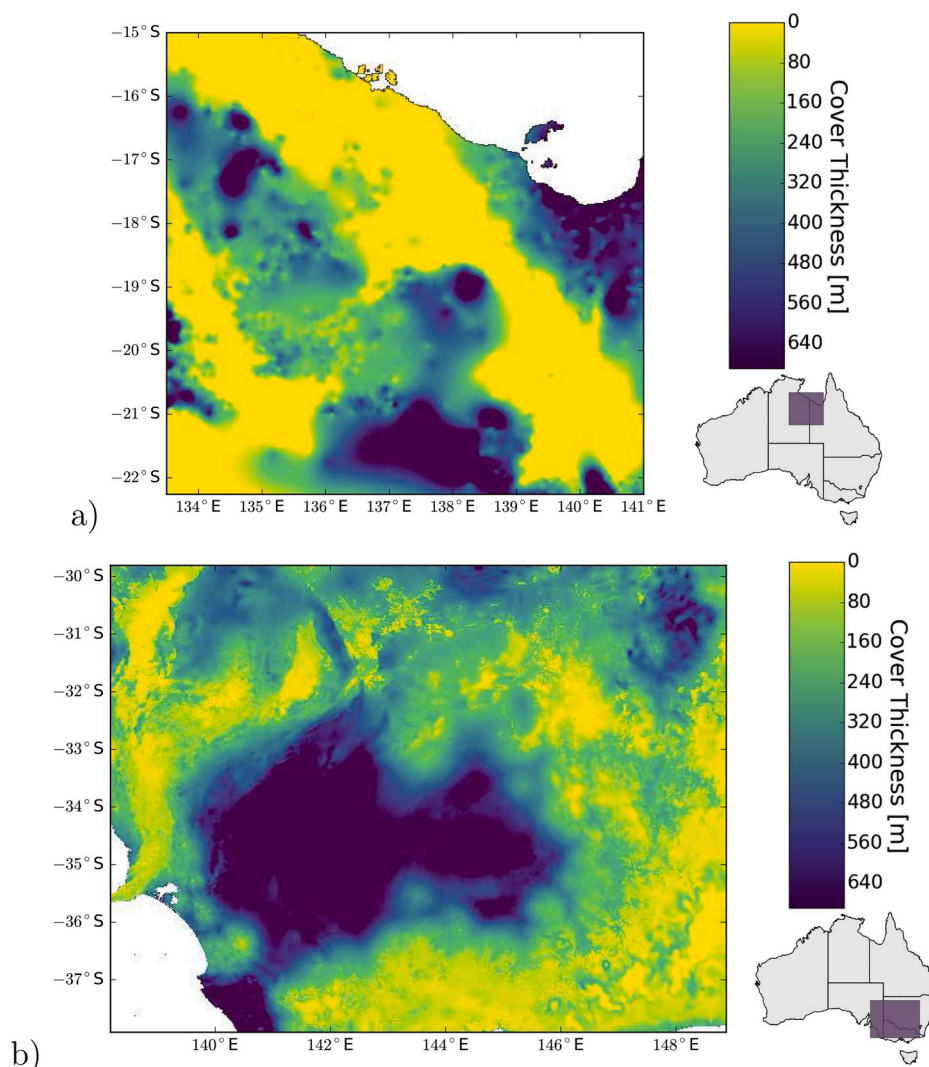 −15°S
−16°S
−17°S
−18°S
−19°S
−20°S
−21°S
−22°S
134°E 135°E 136°E 137°E 138°E 139°E 140°E 141°E
a)
0
80
160
240
320
400
480
560
640
Cover Thickness [m]
−30°S
−31°S
−32°S
−33°S
−34°S
−35°S
−36°S
−37°S
140°E 142°E 144°E 146°E 148°E
b)
0
80
160
240
320
400
480
560
640
Cover Thickness [m]